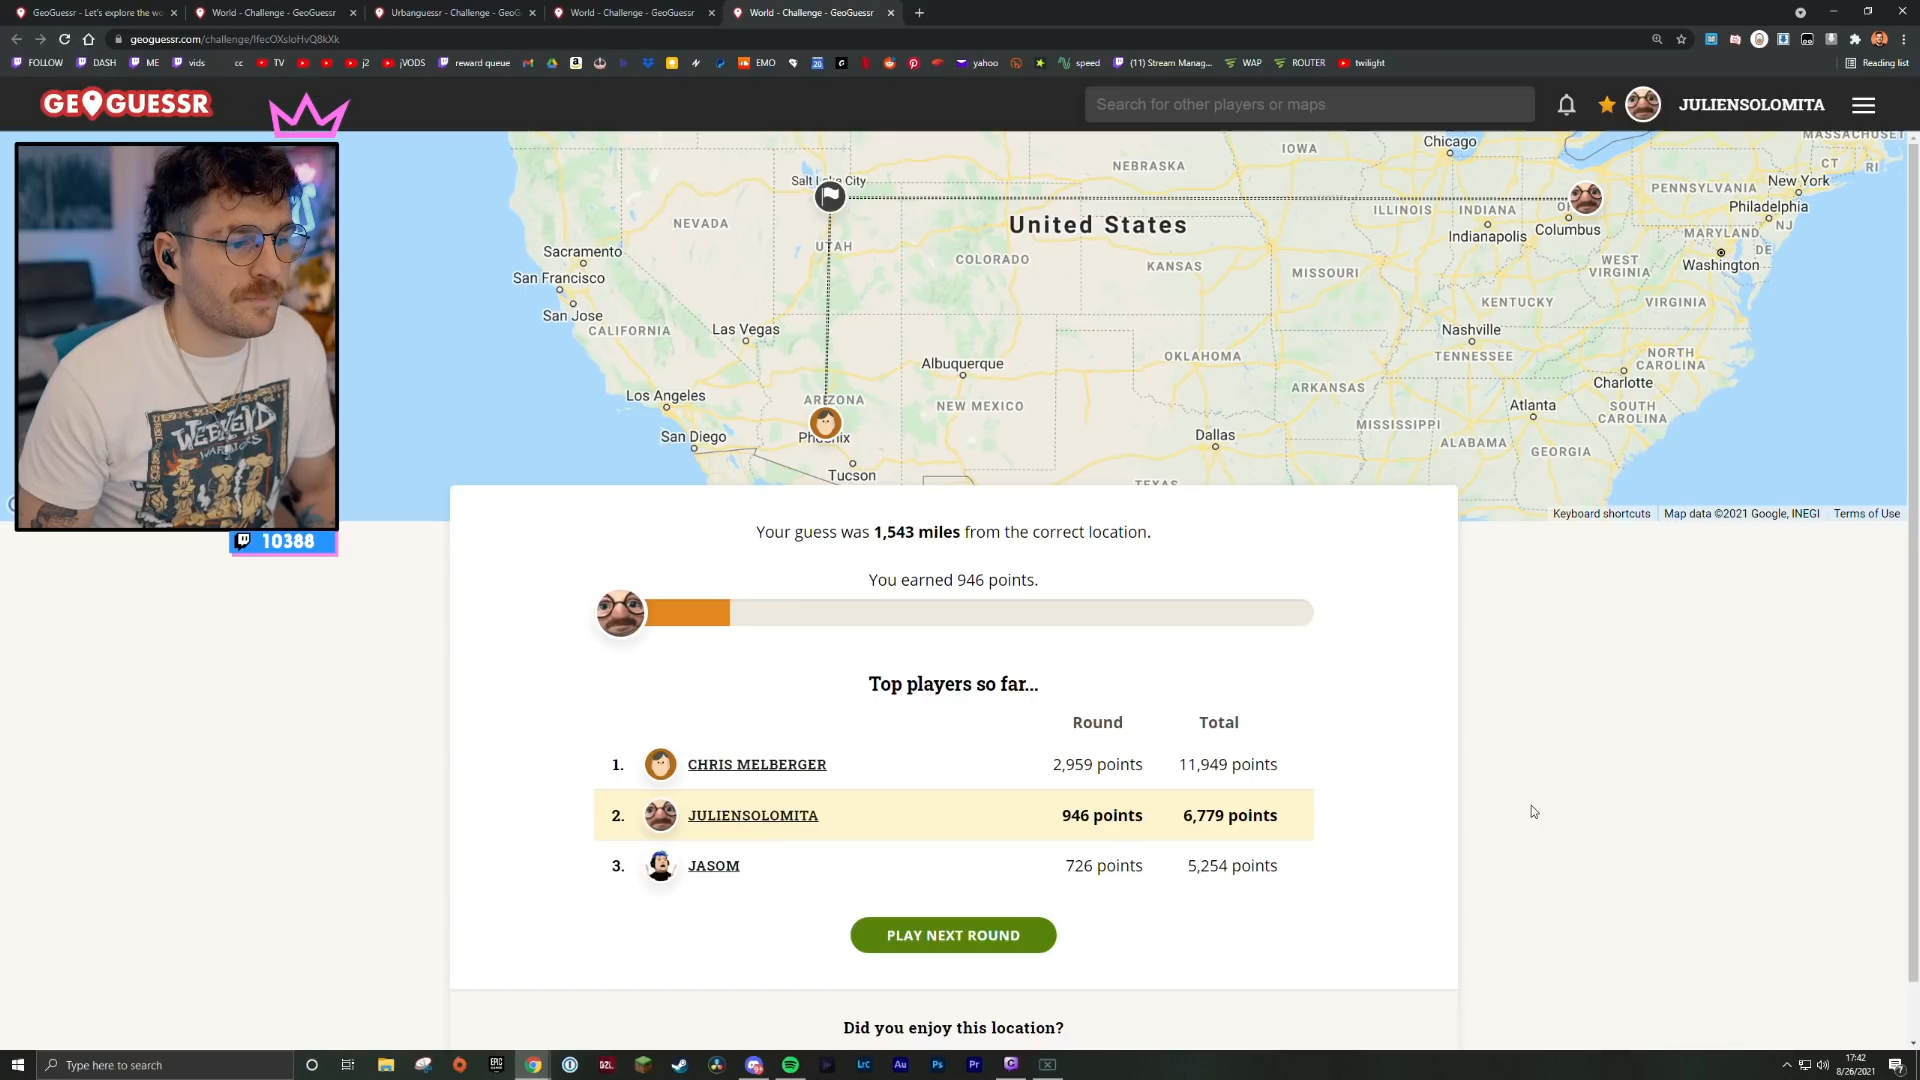 GeoGuessr - Let's explore the wo
World - Challenge - GeoGuessr
Urbanguessr - Challenge - GeoG
World - Challenge - GeoGuessr
World - Challenge - GeoGuessr
geoguessr.com/challenge/IfecOXsIoHvQ8kXk
FOLLOW
DASH
ME
vids
cc
TV
j2
jVODS
reward queue
EMO
yahoo
speed
(11) Stream Manag...
WAP
ROUTER
twilight
Reading list
GEOGUESSR
Search for other players or maps
JULIENSOLOMITA
MASSACHUSET
Chicago
IOWA
NEBRASKA
CT
RI
Salt Lake City
PENNSYLVANIA
New York
Philadelphia
ILLINOIS
INDIANA
NEVADA
United States
NJ
Indianapolis
Columbus
MARYLAND
UTAH
DE
Sacramento
COLORADO
KANSAS
MISSOURI
WEST
VIRGINIA
Washington
San Francisco
KENTUCKY
VIRGINIA
San Jose
CALIFORNIA
Las Vegas
Nashville
TENNESSEE
Albuquerque
OKLAHOMA
NORTH
CAROLINA
Los Angeles
ARIZONA
NEW MEXICO
ARKANSAS
Charlotte
Atlanta
SOUTH
CAROLINA
San Diego
Phoenix
Dallas
MISSISSIPPI
ALABAMA
GEORGIA
Tucson
TEXAS
Keyboard shortcuts
Map data ©2021 Google, INEGI
Terms of Use
WEEKEND
WARRIORS
10388
Your guess was 1,543 miles from the correct location.
You earned 946 points.
Top players so far...
Round Total
1. CHRIS MELBERGER 2,959 points 11,949 points
2. JULIENSOLOMITA 946 points 6,779 points
3. JASOM 726 points 5,254 points
PLAY NEXT ROUND
Did you enjoy this location?
Type here to search
17:42
8/26/2021